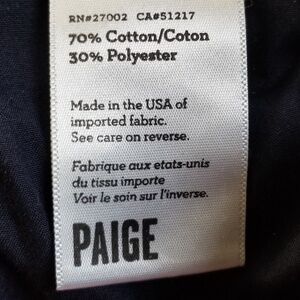 RN#27002 CA#51217
70% Cotton/Coton
30% Polyester
Made in the USA of
imported fabric.
See care on reverse.
Fabrique aux etats-unis
du tissu importe
Voir le soin sur l'inverse.
PAIGE